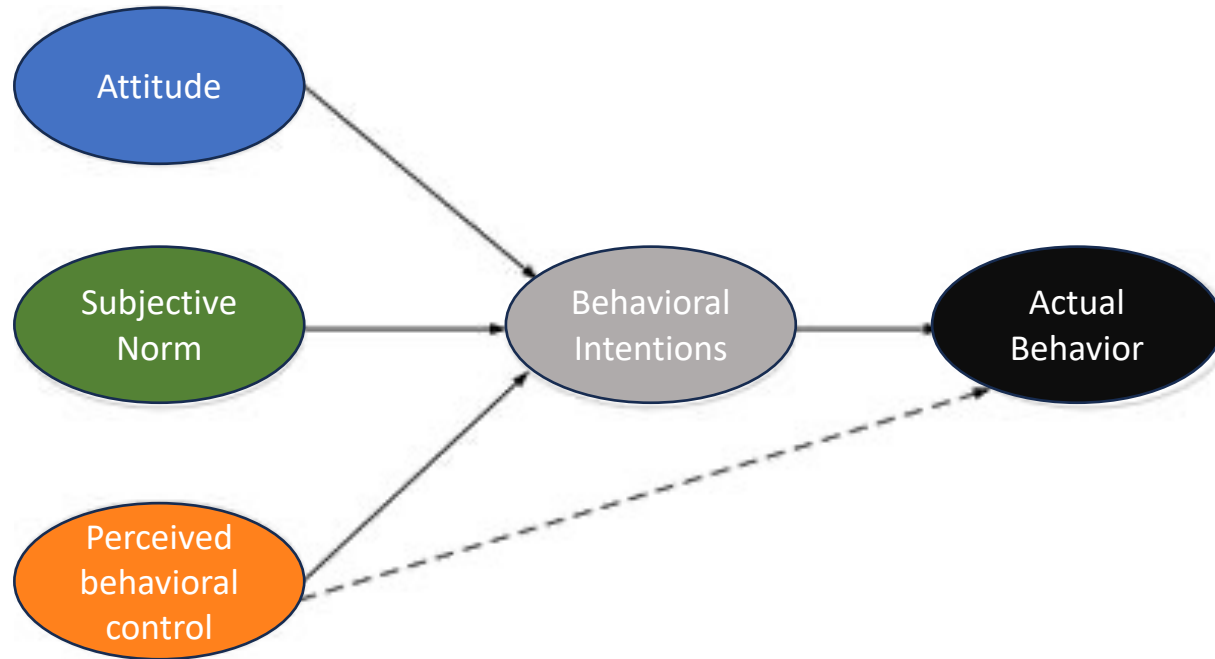 Attitude
Subjective
Norm
Behavioral
Intentions
Actual
Behavior
Perceived
behavioral
control